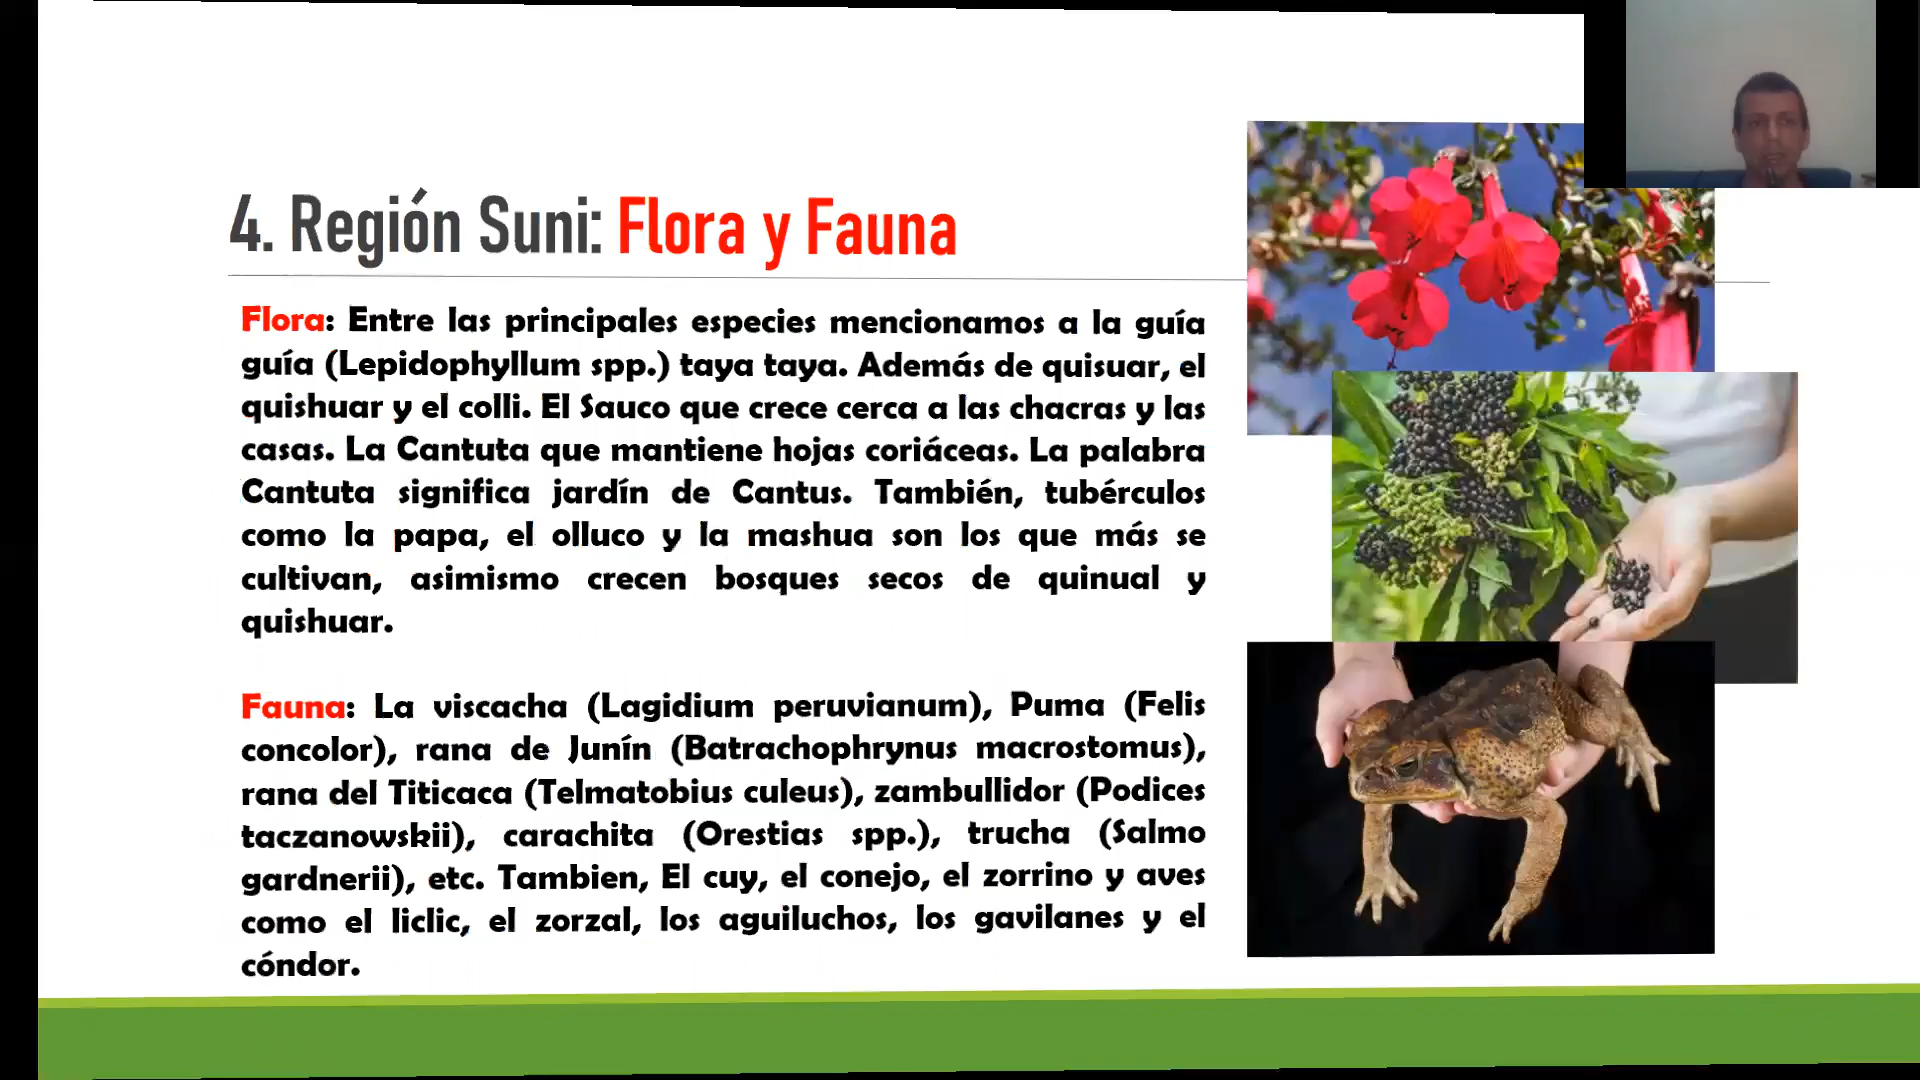 4. Región Suni: Flora y Fauna
Flora: Entre las principales especies mencionamos a la guía
guía (Lepidophyllum spp.) taya taya. Además de quisuar, el
quishuar y el colli. El Sauco que crece cerca a las chacras y las
casas. La Cantuta que mantiene hojas coriáceas. La palabra
Cantuta significa jardín de Cantus. También, tubérculos
como la papa, el olluco y la mashua son los que más se
cultivan, asimismo crecen bosques secos de quinual y
quishuar.
Fauna: La viscacha (Lagidium peruvianum), Puma (Felis
concolor), rana de Junín (Batrachophrynus macrostomus),
rana del Titicaca (Telmatobius culeus), zambullidor (Podices
taczanowskii), carachita (Orestias spp.), trucha (Salmo
gardnerii), etc. Tambien, El cuy, el conejo, el zorrino y aves
como el liclic, el zorzal, los aguiluchos, los gavilanes y el
cóndor.